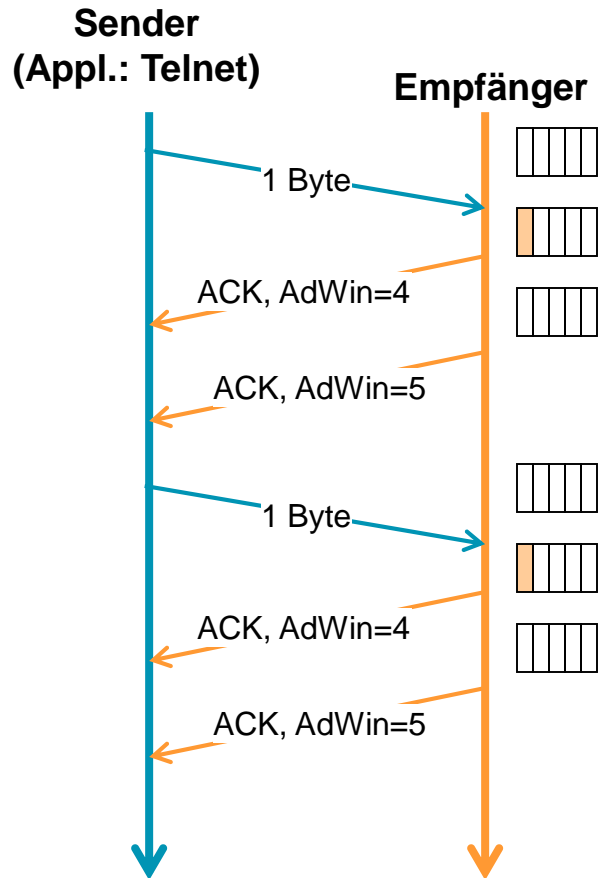 Sender
(Appl.: Telnet)
Empfänger
1 Byte
ACK, AdWin=4
ACK, AdWin=5
1 Byte
ACK, AdWin=4
ACK, AdWin=5